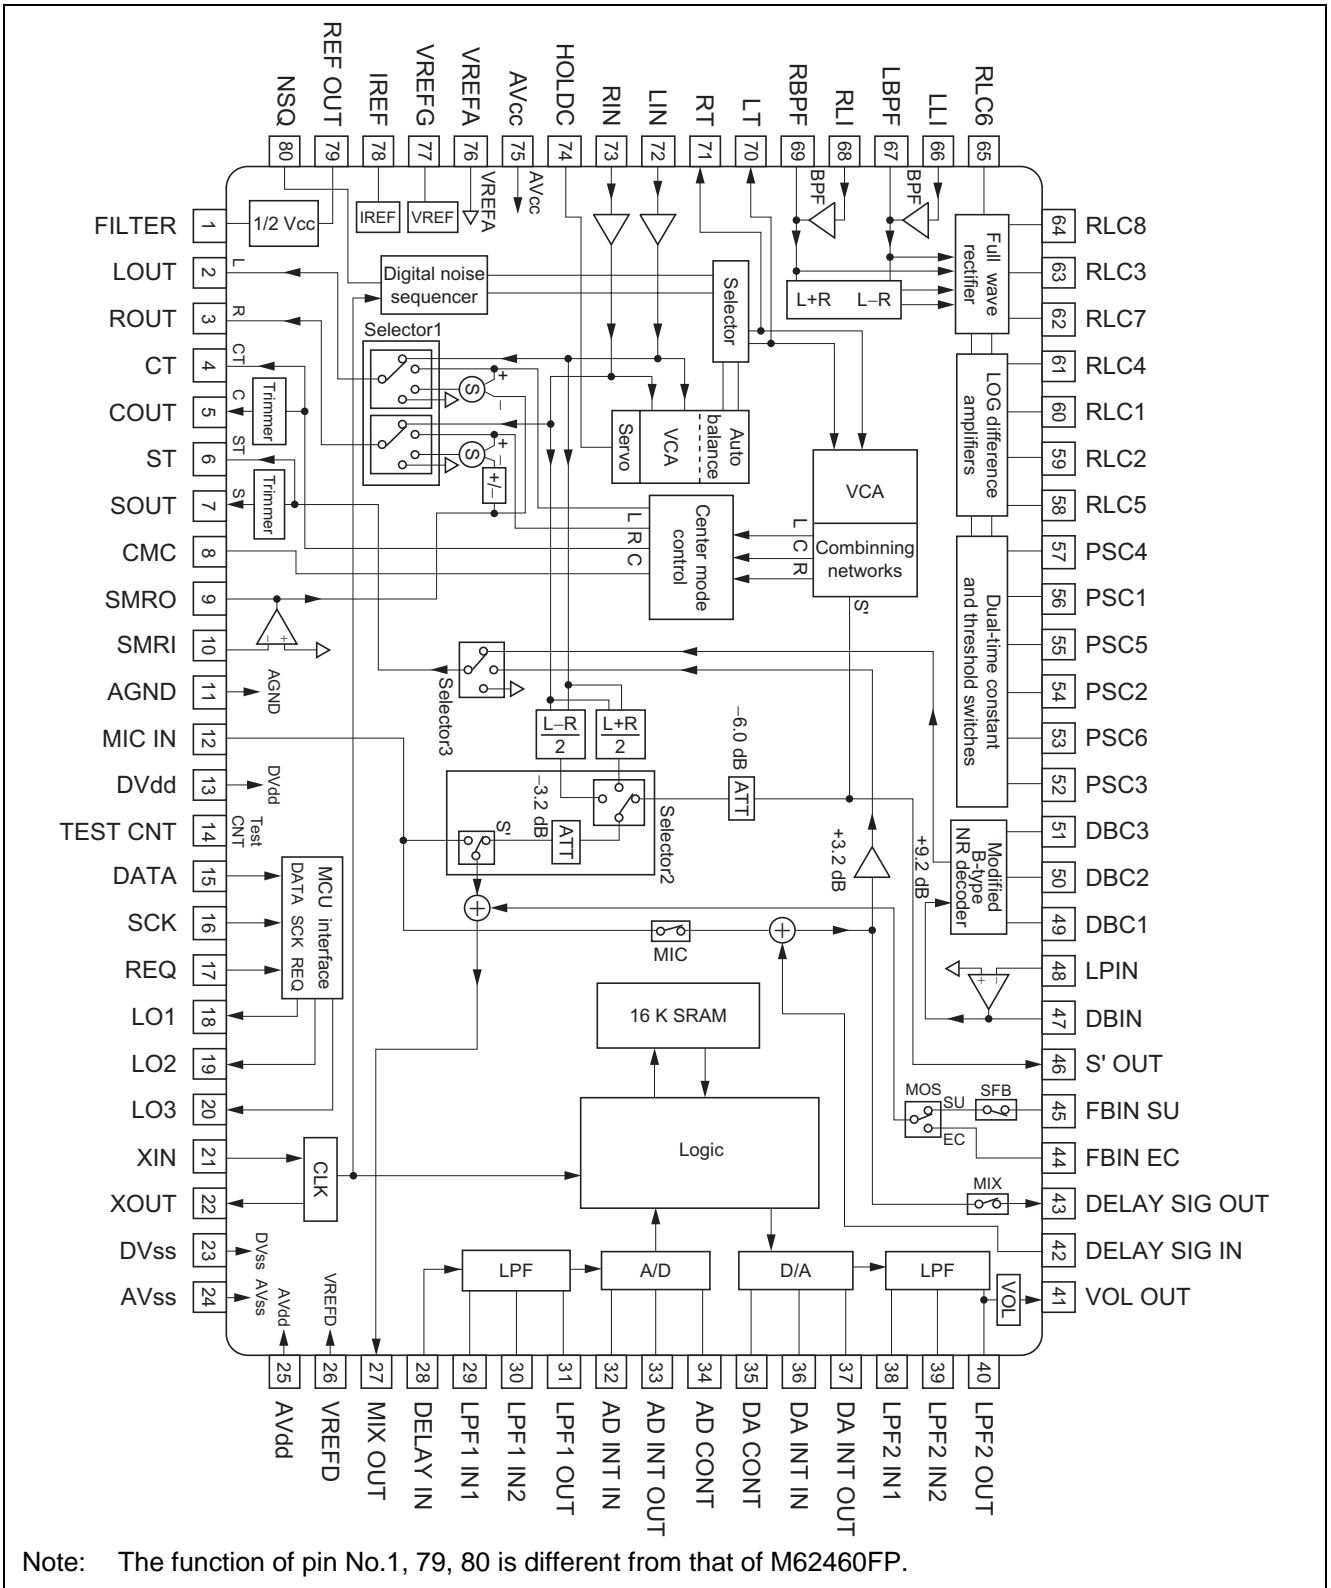 NSQ
REF OUT
IREF
VREFG
VREFA
AVcc
HOLDC
RIN
LIN
RT
LT
RBPF
RLI
LBPF
LLI
RLC6
80
79
78
77
76
75
74
73
72
71
70
69
68
67
66
65
FILTER 1
LOUT 2
ROUT 3
CT 4
COUT 5
ST 6
SOUT 7
CMC 8
SMRO 9
SMRI 10
AGND 11
MIC IN 12
DVdd 13
TEST CNT 14
DATA 15
SCK 16
REQ 17
LO1 18
LO2 19
LO3 20
XIN 21
XOUT 22
DVss 23
AVss 24
64 RLC8
63 RLC3
62 RLC7
61 RLC4
60 RLC1
59 RLC2
58 RLC5
57 PSC4
56 PSC1
55 PSC5
54 PSC2
53 PSC6
52 PSC3
51 DBC3
50 DBC2
49 DBC1
48 LPIN
47 DBIN
46 S' OUT
45 FBIN SU
44 FBIN EC
43 DELAY SIG OUT
42 DELAY SIG IN
41 VOL OUT
1/2 Vcc
IREF
VREF
VREFA
AVcc
BPF
BPF
L
R
CT
C
Trimmer
ST
S
Trimmer
Digital noise
sequencer
Selector1
S
+
−
S
+
−
+/−
Selector
Servo
VCA
Auto
balance
L+R L−R
Full wave
rectifier
LOG difference
amplifiers
Dual-time constant
and threshold switches
Modified
B-type
NR decoder
VCA
Combinning
networks
L
C
R
S'
Center mode
control
L
R
C
−
+
AGND
DVdd
Test
CNT
Selector3
L−R
2
L+R
2
−6.0 dB
ATT
−3.2 dB
ATT
S'
Selector2
+
+3.2 dB
+9.2 dB
MIC
+
+
−
MCU interface
DATA SCK REQ
16 K SRAM
Logic
MOS
SU
EC
SFB
MIX
CLK
DVss
AVss
AVdd
VREFD
LPF
A/D
D/A
LPF
VOL
25
26
27
28
29
30
31
32
33
34
35
36
37
38
39
40
AVdd
VREFD
MIX OUT
DELAY IN
LPF1 IN1
LPF1 IN2
LPF1 OUT
AD INT IN
AD INT OUT
AD CONT
DA CONT
DA INT IN
DA INT OUT
LPF2 IN1
LPF2 IN2
LPF2 OUT
Note: The function of pin No.1, 79, 80 is different from that of M62460FP.